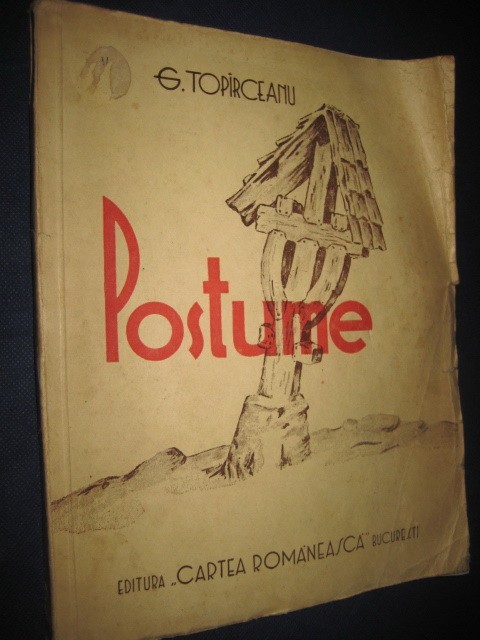 G. TOPÎRCEANU
Postume
EDITURA „CARTEA ROMÂNEASCĂ” BUCUREȘTI